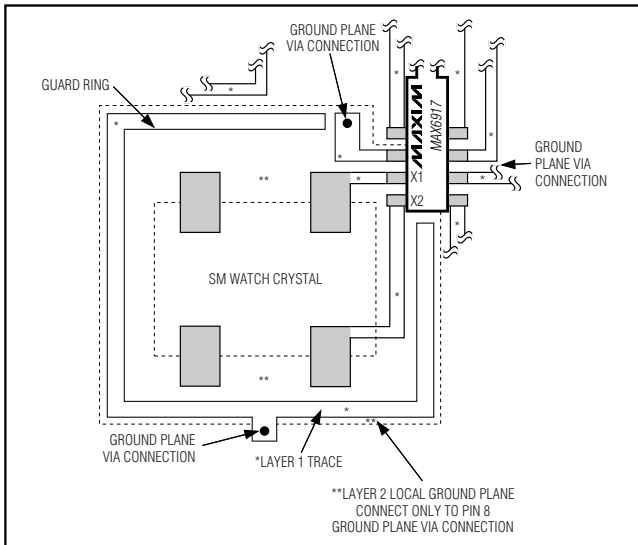 GROUND PLANE
VIA CONNECTION
GUARD RING
*
*
*
*
MAXIM
MAX6917
*
*
GROUND
PLANE VIA
CONNECTION
**
*
X1
*
X2
*
SM WATCH CRYSTAL
*
**
*
**
GROUND PLANE
VIA CONNECTION
*LAYER 1 TRACE
**LAYER 2 LOCAL GROUND PLANE
CONNECT ONLY TO PIN 8
GROUND PLANE VIA CONNECTION